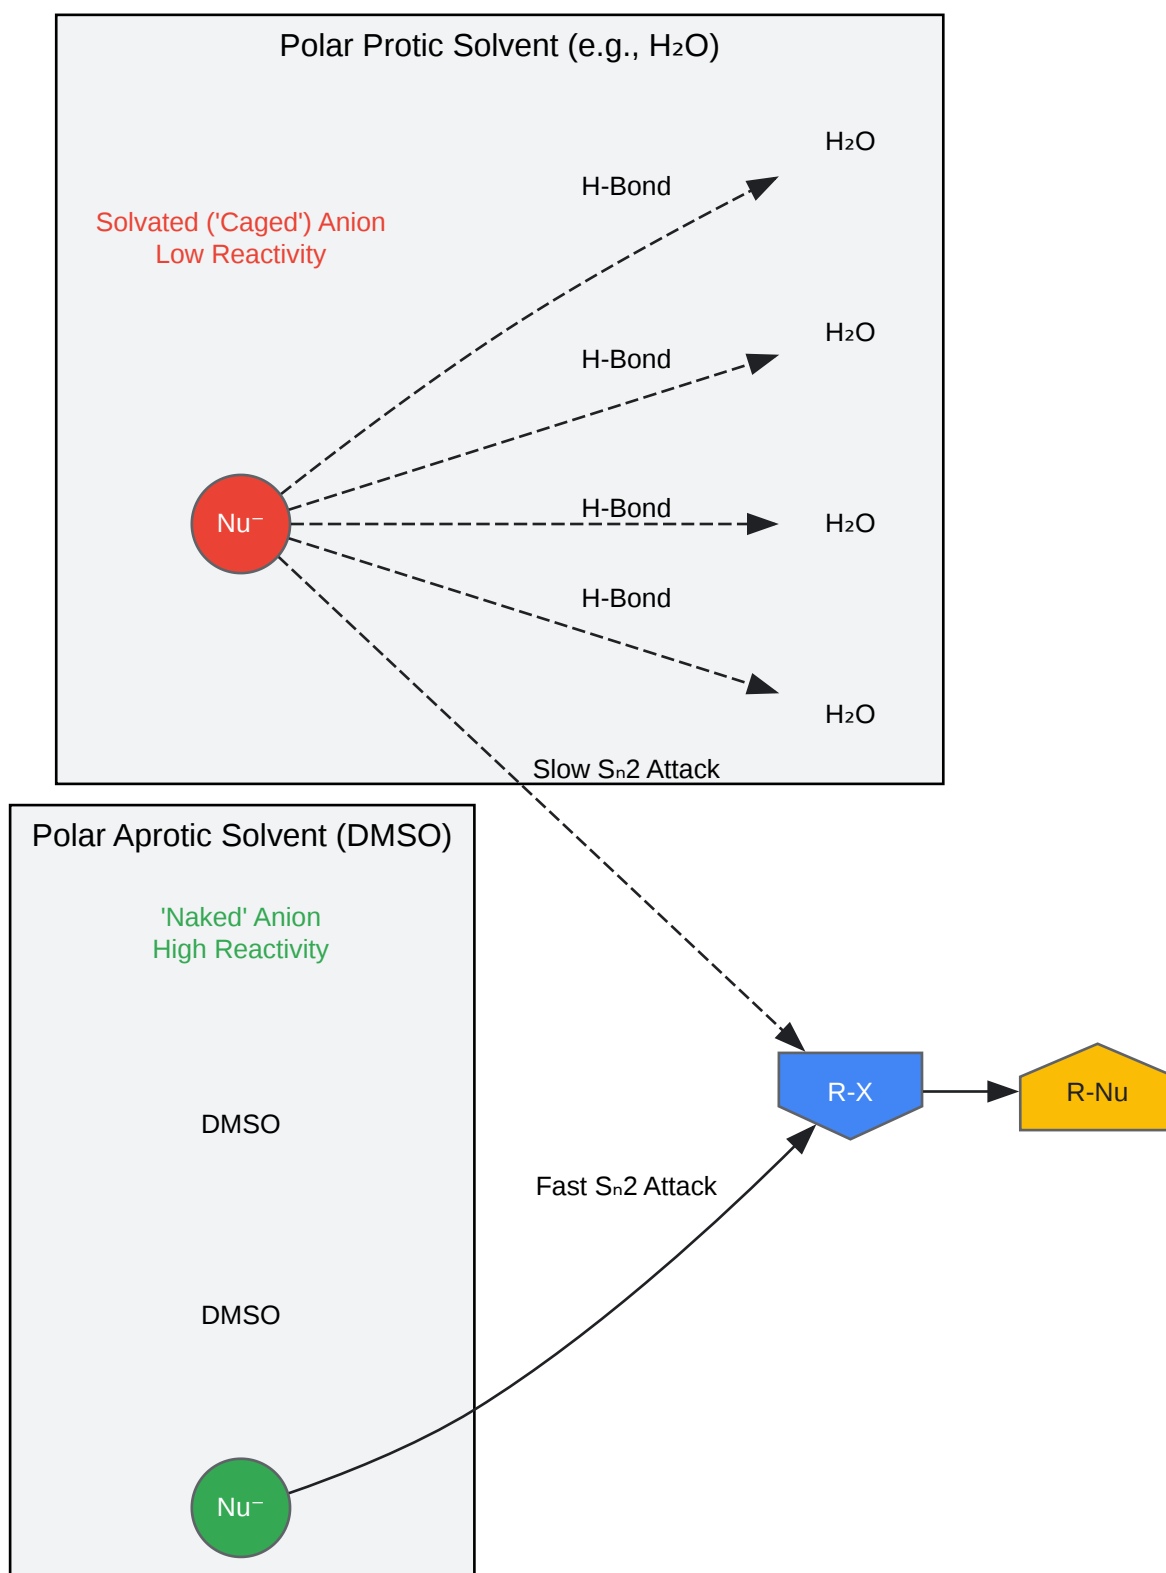 Polar Protic Solvent (e.g., H₂O)
H₂O
H-Bond
Solvated ('Caged') Anion
Low Reactivity
H₂O
H-Bond
H-Bond
Nu⁻
H₂O
H-Bond
H₂O
Slow Sₙ2 Attack
Polar Aprotic Solvent (DMSO)
'Naked' Anion
High Reactivity
R-X
R-Nu
DMSO
Fast Sₙ2 Attack
DMSO
Nu⁻